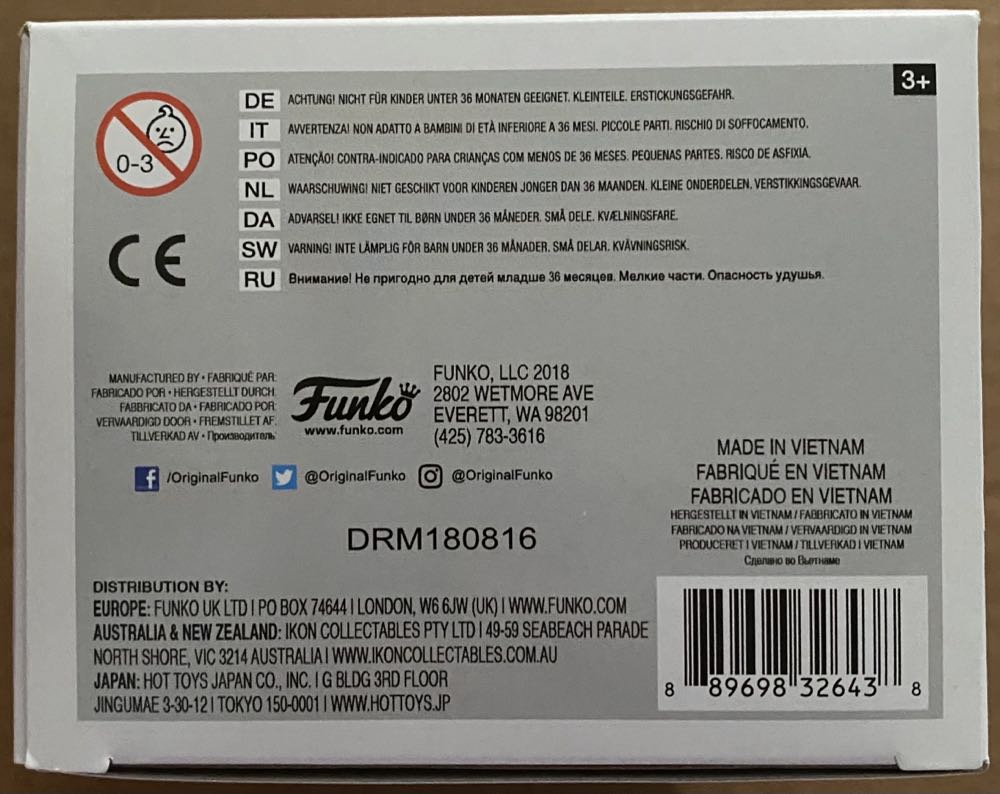 3+
0-3
DE ACHTUNG! NICHT FÜR KINDER UNTER 36 MONATEN GEEIGNET. KLEINTEILE. ERSTICKUNGSGEFAHR.
IT AVVERTENZA! NON ADATTO A BAMBINI DI ETÀ INFERIORE A 36 MESI. PICCOLE PARTI. RISCHIO DI SOFFOCAMENTO.
PO ATENÇÃO! CONTRA-INDICADO PARA CRIANÇAS COM MENOS DE 36 MESES. PEQUENAS PARTES. RISCO DE ASFIXIA.
NL WAARSCHUWING! NIET GESCHIKT VOOR KINDEREN JONGER DAN 36 MAANDEN. KLEINE ONDERDELEN. VERSTIKKINGSGEVAAR.
DA ADVARSEL! IKKE EGNET TIL BØRN UNDER 36 MÅNEDER. SMÅ DELE. KVÆLNINGSFARE.
SW VARNING! INTE LÄMPLIG FÖR BARN UNDER 36 MÅNADER. SMÅ DELAR. KVÄVNINGSRISK.
RU Внимание! Не пригодно для детей младше 36 месяцев. Мелкие части. Опасность удушья.
CE
MANUFACTURED BY • FABRIQUÉ PAR:
FABRICADO POR • HERGESTELLT DURCH:
FABBRICATO DA • FABRICADO POR:
VERVAARDIGD DOOR • FREMSTILLET AF:
TILLVERKAD AV • Производитель:
Funko
www.funko.com
FUNKO, LLC 2018
2802 WETMORE AVE
EVERETT, WA 98201
(425) 783-3616
/OriginalFunko @OriginalFunko @OriginalFunko
DRM180816
MADE IN VIETNAM
FABRIQUÉ EN VIETNAM
FABRICADO EN VIETNAM
HERGESTELLT IN VIETNAM / FABBRICATO IN VIETNAM
FABRICADO NA VIETNAM / VERVAARDIGD IN VIETNAM
PRODUCERET I VIETNAM / TILLVERKAD I VIETNAM
Сделано во Вьетнаме
DISTRIBUTION BY:
EUROPE: FUNKO UK LTD | PO BOX 74644 | LONDON, W6 6JW (UK) | WWW.FUNKO.COM
AUSTRALIA & NEW ZEALAND: IKON COLLECTABLES PTY LTD | 49-59 SEABEACH PARADE
NORTH SHORE, VIC 3214 AUSTRALIA | WWW.IKONCOLLECTABLES.COM.AU
JAPAN: HOT TOYS JAPAN CO., INC. | G BLDG 3RD FLOOR
JINGUMAE 3-30-12 | TOKYO 150-0001 | WWW.HOTTOYS.JP
8 89698 32643 8